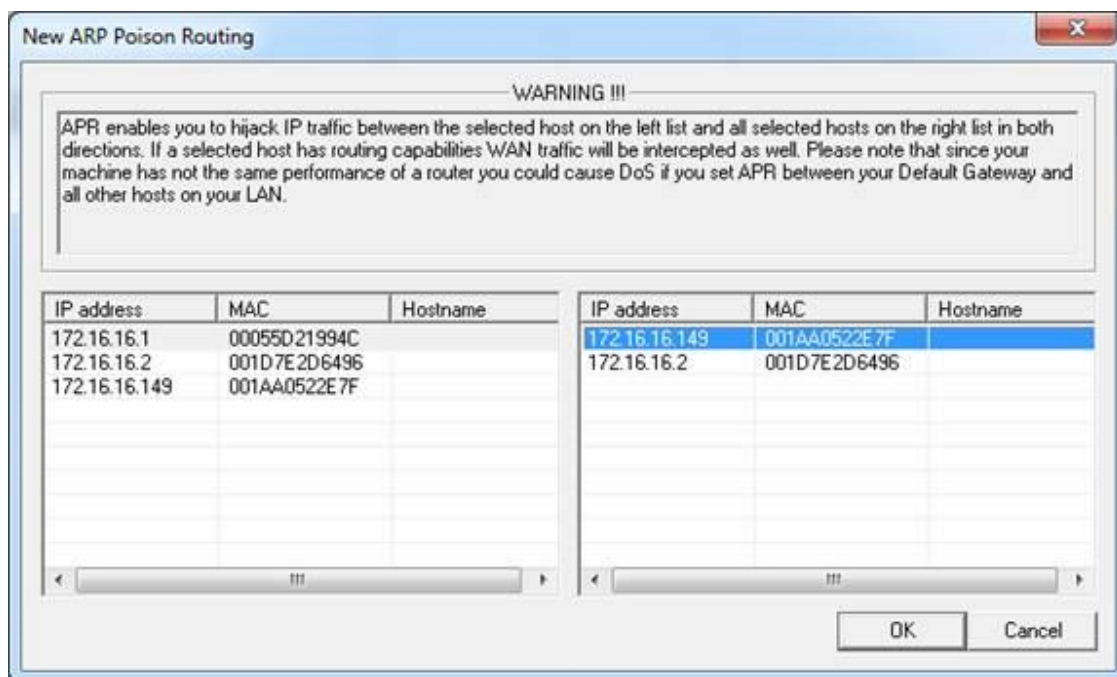 New ARP Poison Routing
WARNING !!!
APR enables you to hijack IP traffic between the selected host on the left list and all selected hosts on the right list in both
directions. If a selected host has routing capabilities WAN traffic will be intercepted as well. Please note that since your
machine has not the same performance of a router you could cause DoS if you set APR between your Default Gateway and
all other hosts on your LAN.
IP address MAC Hostname
172.16.16.1 00055D21994C
172.16.16.2 001D7E2D6496
172.16.16.149 001AA0522E7F
IP address MAC Hostname
172.16.16.149 001AA0522E7F
172.16.16.2 001D7E2D6496
OK Cancel